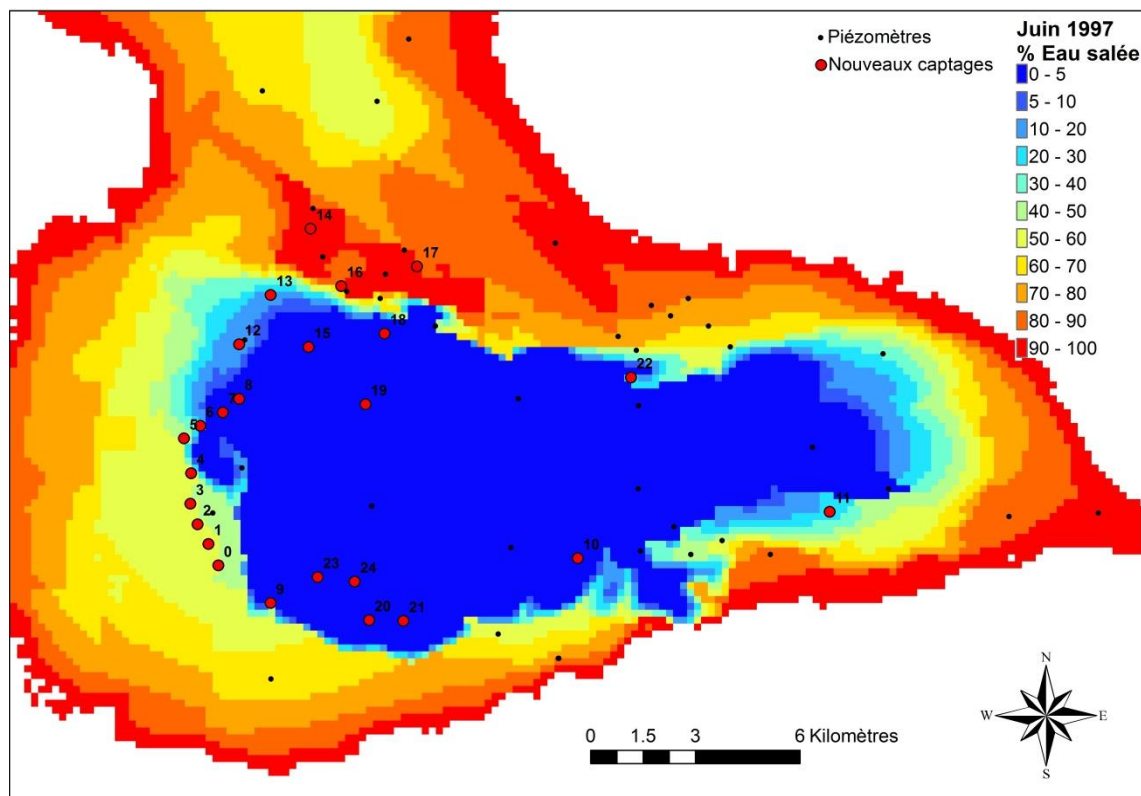 Juin 1997
% Eau salée
Piézomètres
Nouveaux captages
0 - 5
5 - 10
10 - 20
20 - 30
30 - 40
40 - 50
50 - 60
60 - 70
70 - 80
80 - 90
90 - 100
14
17
16
13
18
15
12
22
8
19
7
6
5
4
3
11
2
1
0
10
23
24
9
20
21
N
W E
S
0 1.5 3 6 Kilomètres